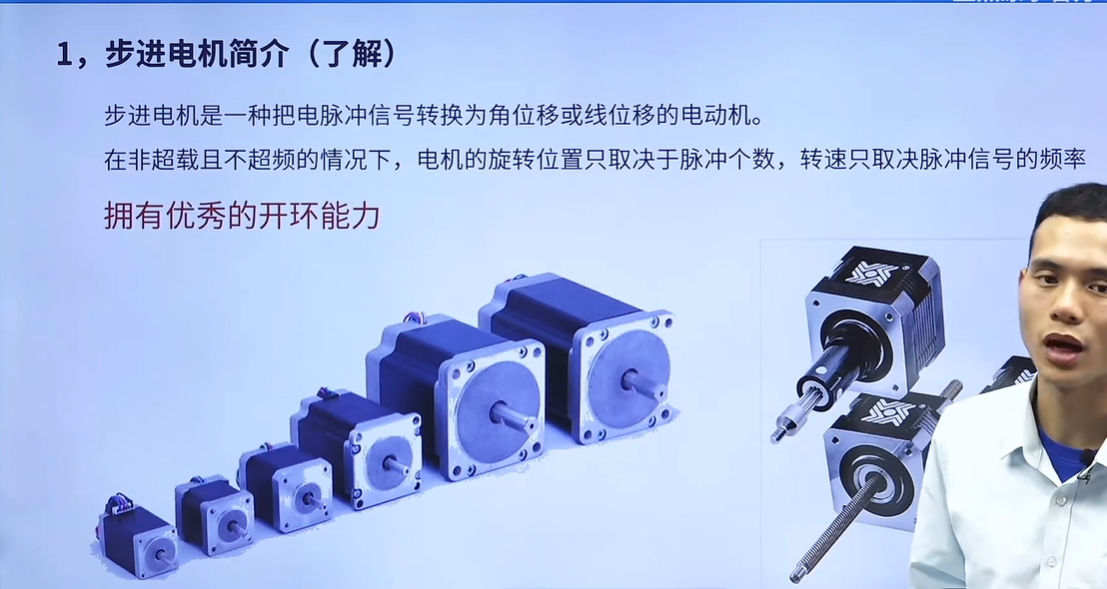 1，步进电机简介（了解）
步进电机是一种把电脉冲信号转换为角位移或线位移的电动机。
在非超载且不超频的情况下，电机的旋转位置只取决于脉冲个数，转速只取决脉冲信号的频率
拥有优秀的开环能力